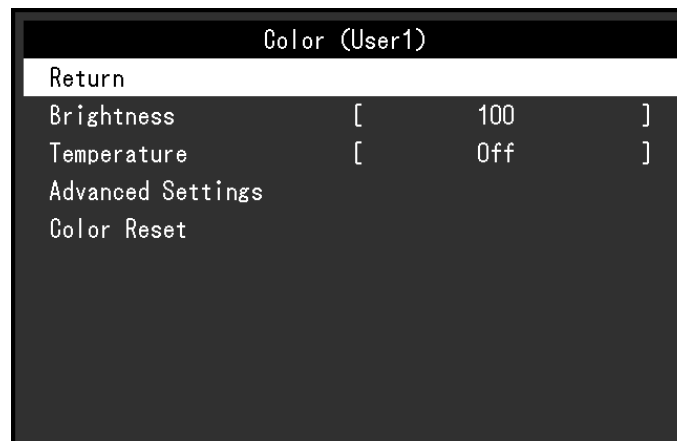 Color (User1)
Return
Brightness [ 100 ]
Temperature [ Off ]
Advanced Settings
Color Reset